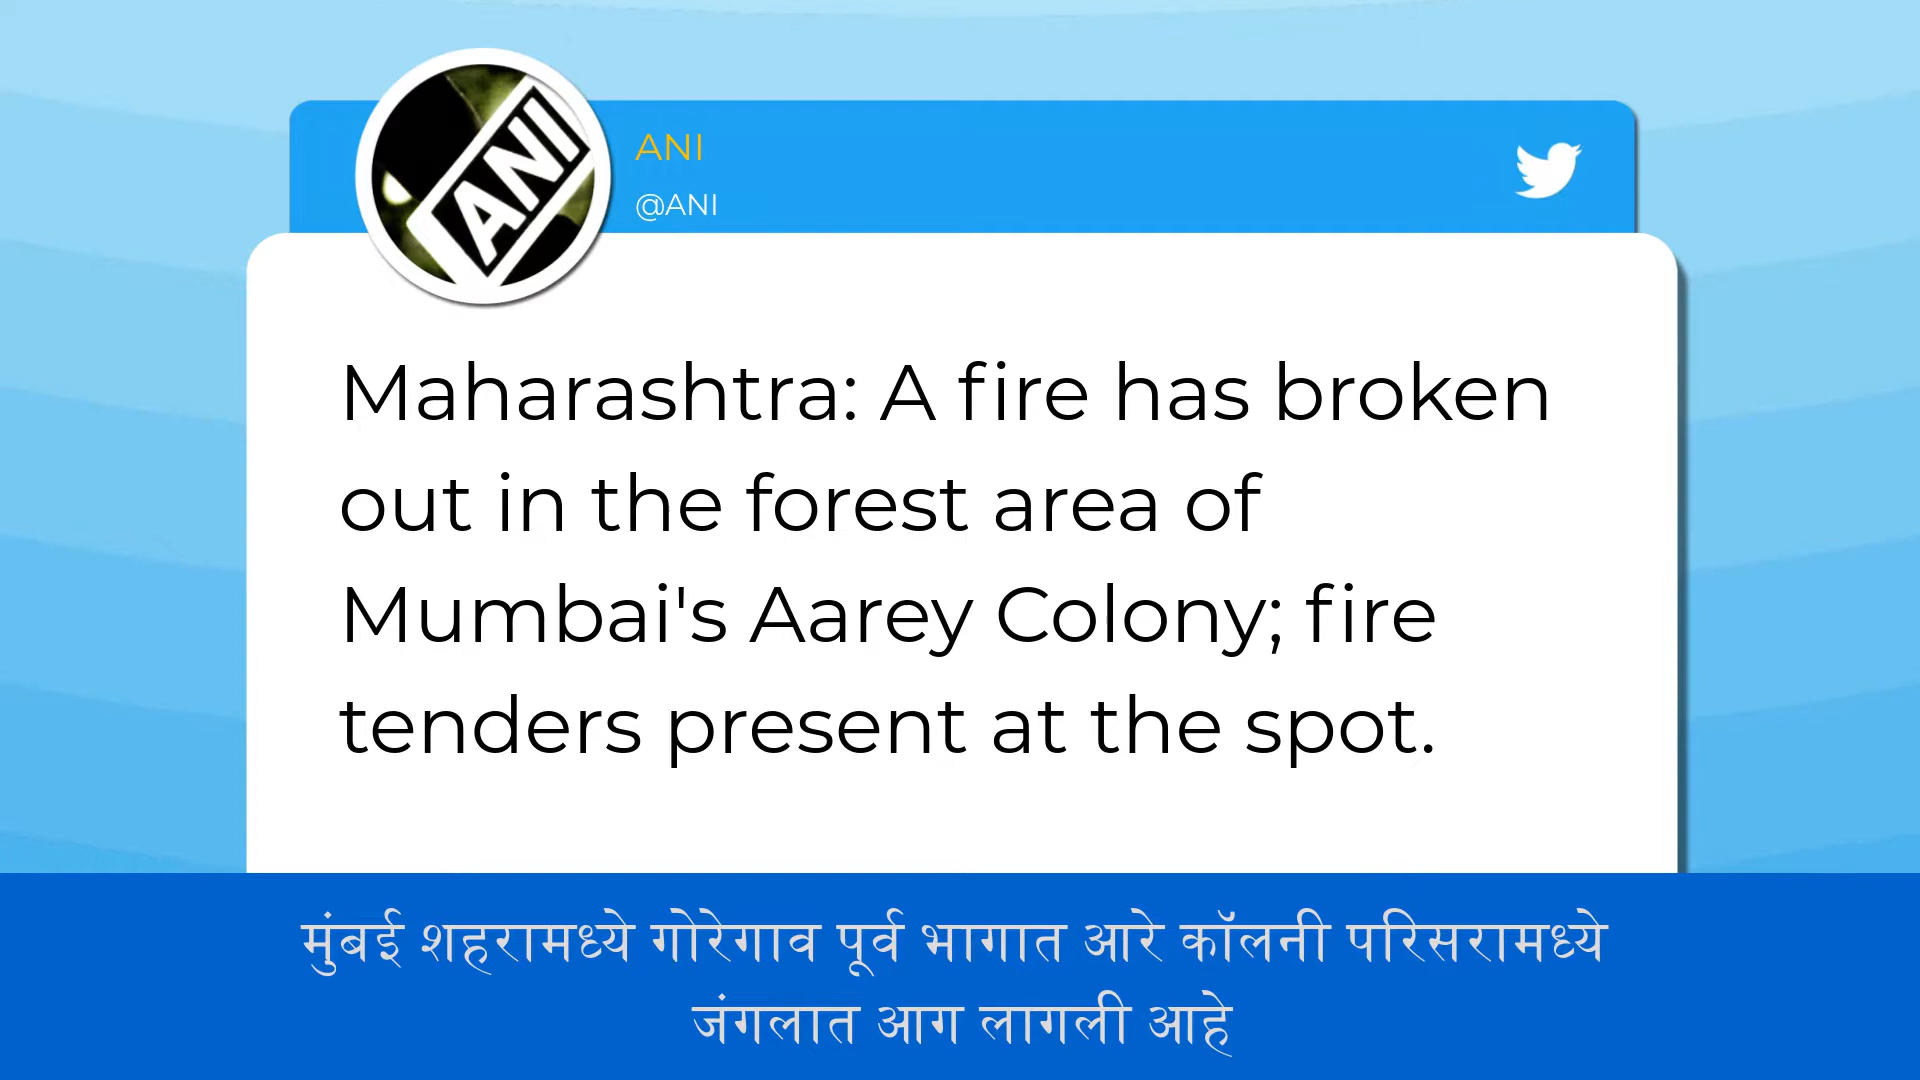 ANI
ANI
@ANI
Maharashtra: A fire has broken
out in the forest area of
Mumbai's Aarey Colony; fire
tenders present at the spot.
मुंबई शहरामध्ये गोरेगाव पूर्व भागात आरे कॉलनी परिसरामध्ये
जंगलात आग लागली आहे